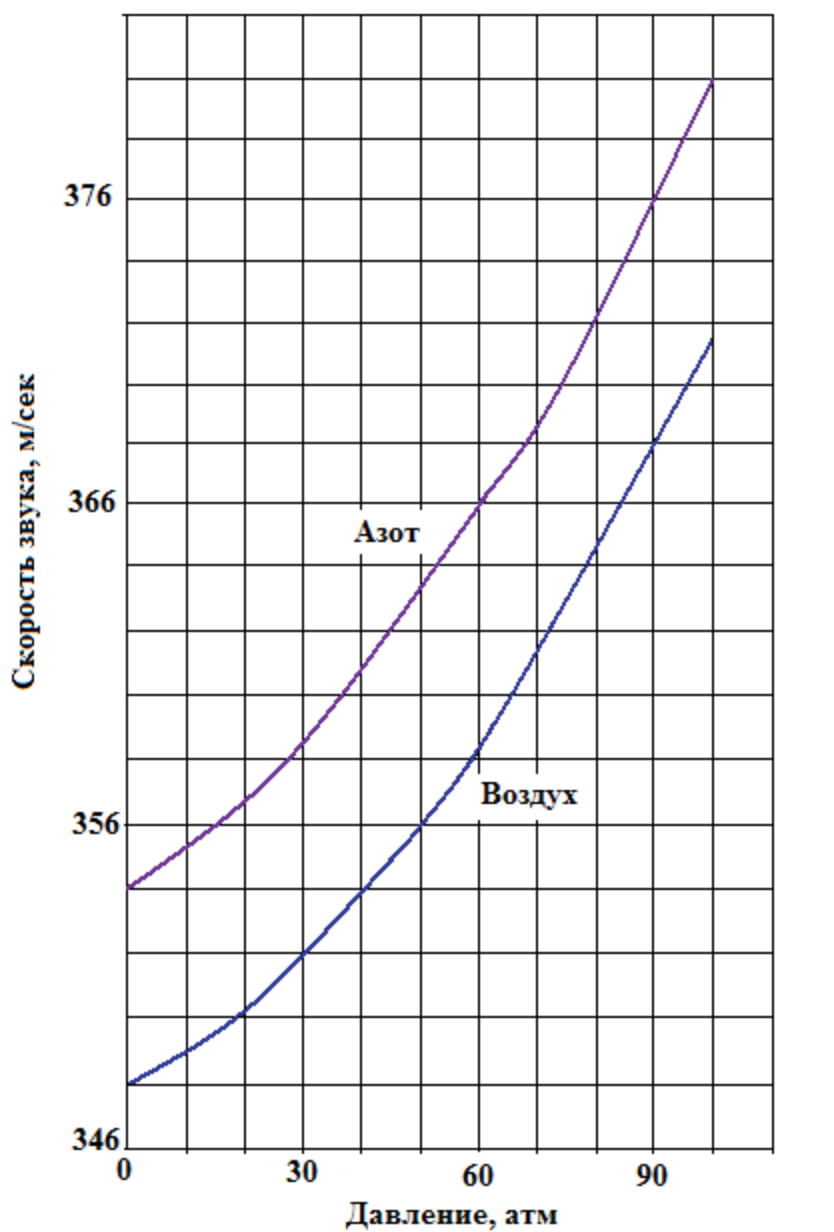 376
366
356
346
Скорость звука, м/сек
Азот
Воздух
0 30 60 90
Давление, атм